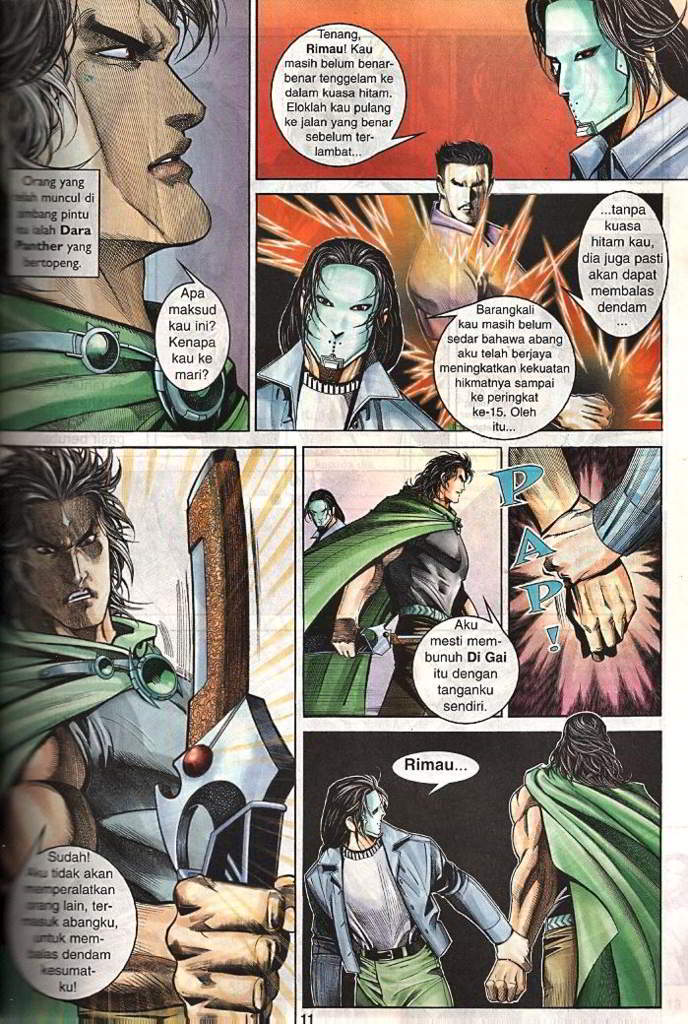 Orang yang
muncul di
ambang pintu
ialah Dara
Panther yang
bertopeng.
Apa
maksud
kau ini?
Kenapa
kau ke
mari?
Tenang,
Rimau! Kau
masih belum benar-
benar tenggelam ke
dalam kuasa hitam.
Eloklah kau pulang
ke jalan yang benar
sebelum ter-
lambat...
Barangkali
kau masih belum
sedar bahawa abang
aku telah berjaya
meningkatkan kekuatan
hikmatnya sampai
ke peringkat
ke-15. Oleh
itu...
...tanpa
kuasa
hitam kau,
dia juga pasti
akan dapat
membalas
dendam
...
Sudah!
Aku tidak akan
memperalatkan
orang lain, ter-
masuk abangku,
untuk mem-
balas dendam
kesumat-
ku!
Aku
mesti mem-
bunuh Di Gai
itu dengan
tanganku
sendiri.
PAP!
Rimau...
11